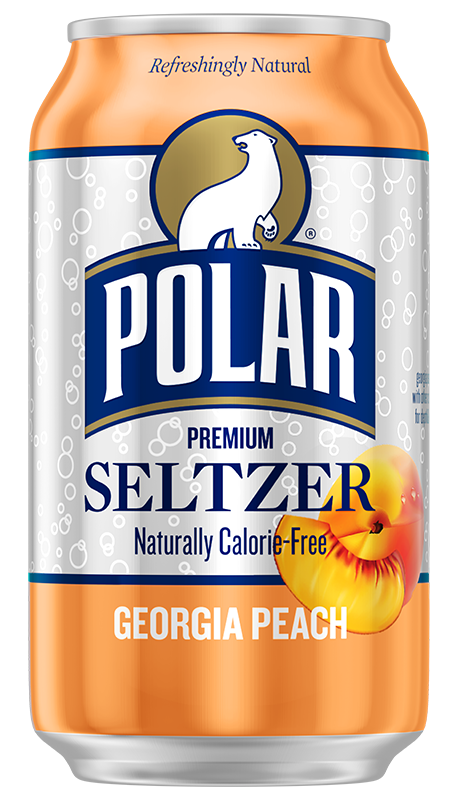 Refreshingly Natural
®
POLAR
PREMIUM
SELTZER
Naturally Calorie-Free
GEORGIA PEACH